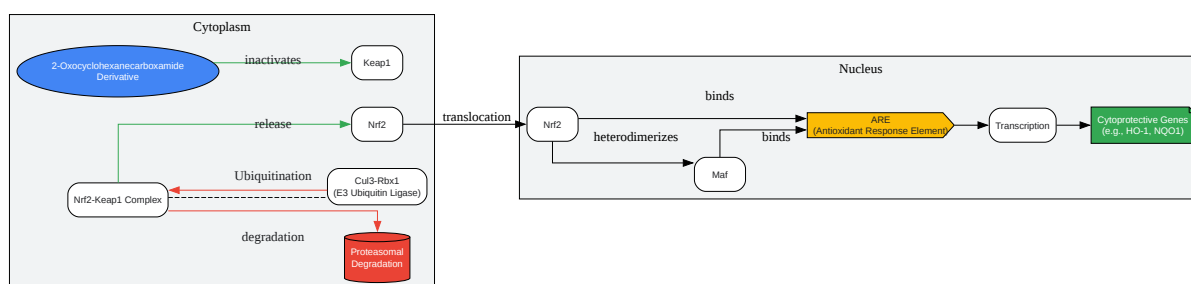 Cytoplasm
2-Oxocyclohexanecarboxamide
Derivative
inactivates
Keap1
release
Nrf2
Ubiquitination
Cul3-Rbx1
(E3 Ubiquitin Ligase)
Nrf2-Keap1 Complex
degradation
Proteasomal
Degradation
translocation
Nucleus
Nrf2
binds
heterodimerizes
Maf
binds
ARE
(Antioxidant Response Element)
Transcription
Cytoprotective Genes
(e.g., HO-1, NQO1)